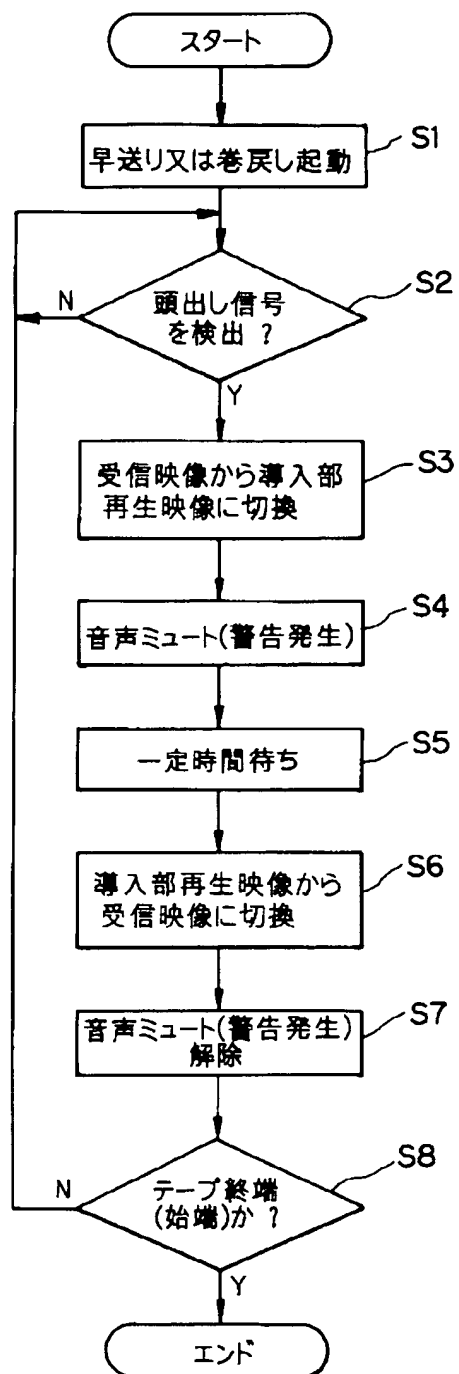 スタート
S1
早送り又は巻戻し起動
S2
N
頭出し信号
を検出 ?
Y
S3
受信映像から導入部
再生映像に切換
S4
音声ミュート(警告発生)
S5
一定時間待ち
S6
導入部再生映像から
受信映像に切換
S7
音声ミュート(警告発生)
解除
S8
N
テープ終端
(始端)か ?
Y
エンド